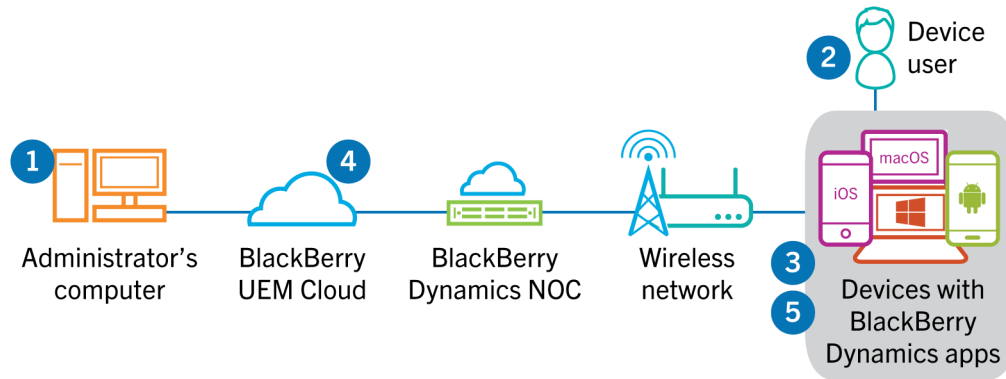 2
Device
user
1
4
macOS
iOS
Administrator's
computer
BlackBerry
UEM Cloud
BlackBerry
Dynamics NOC
Wireless
network
3
5
Devices with
BlackBerry
Dynamics apps